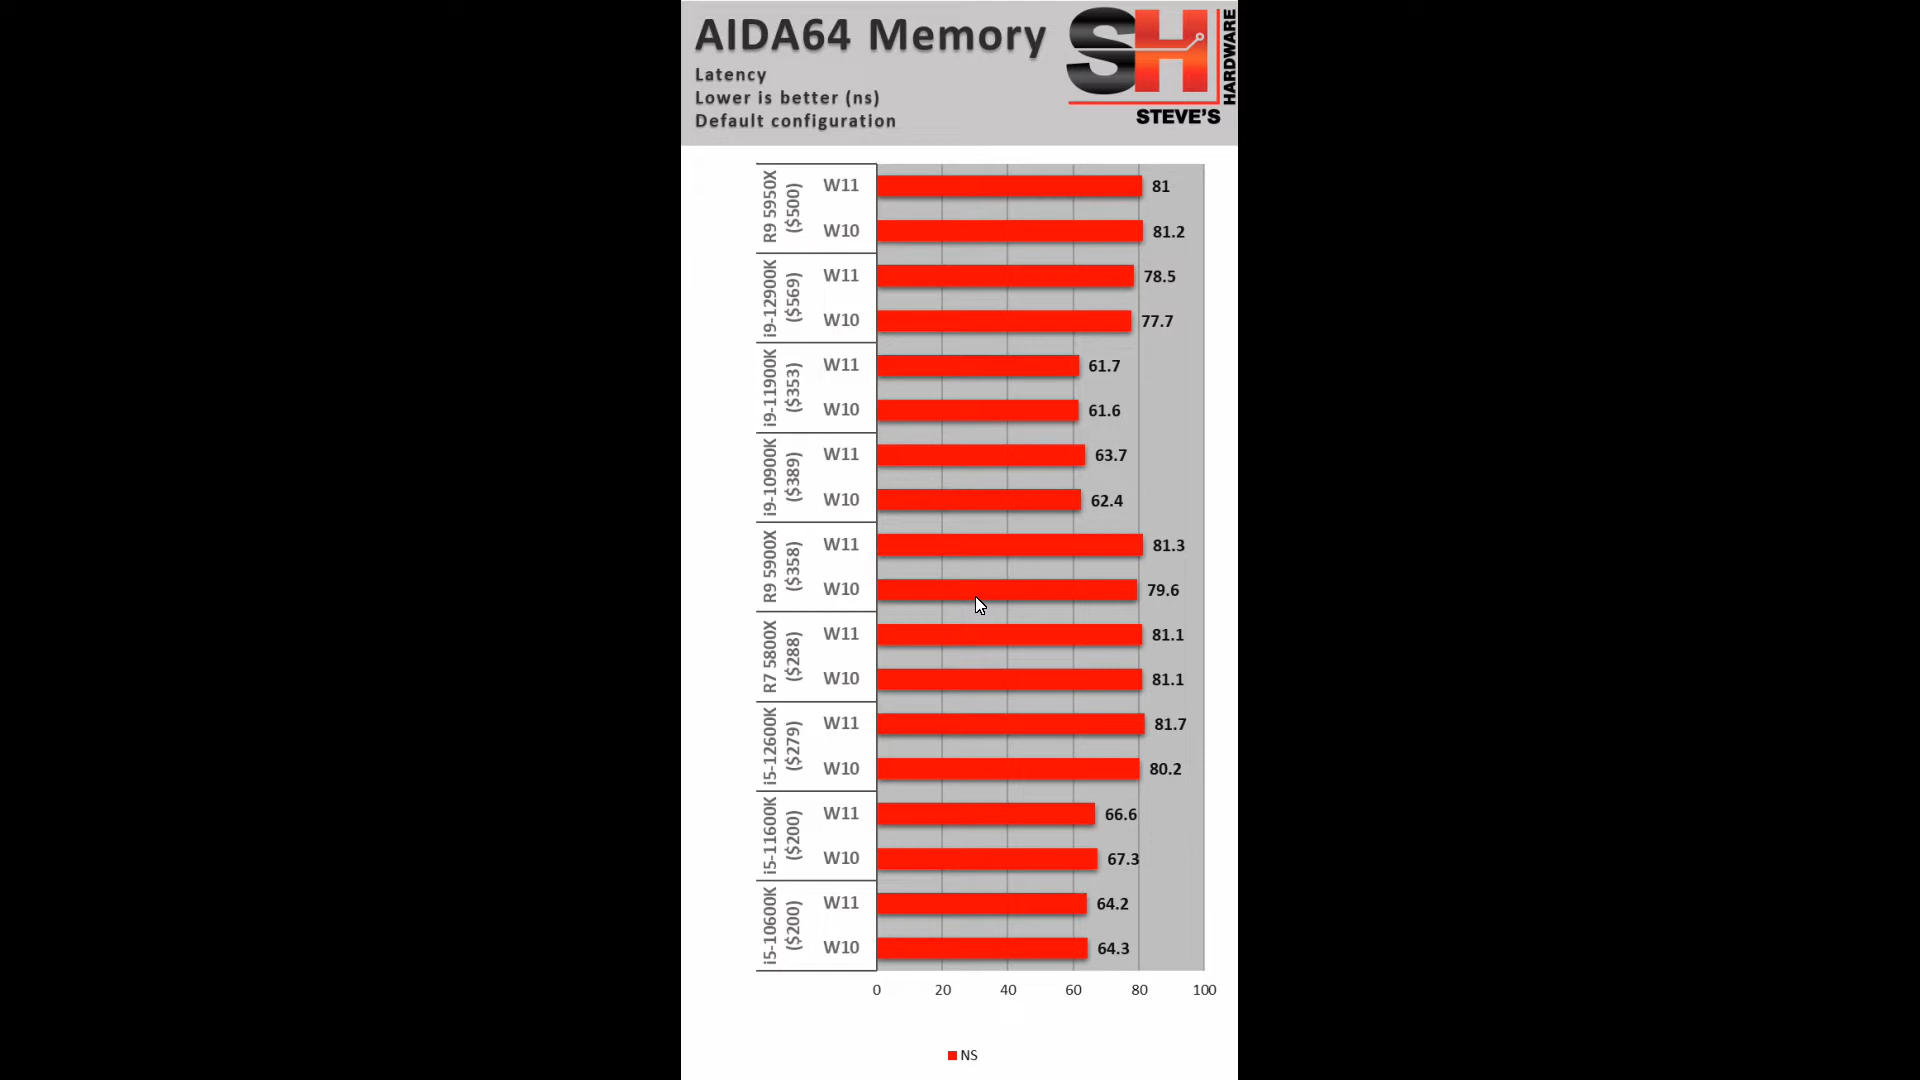 AIDA64 Memory
Latency
Lower is better (ns)
Default configuration
SH
HARDWARE
STEVE'S
R9 5950X
($500)
W11
81
W10
81.2
i9-12900K
($569)
W11
78.5
W10
77.7
i9-11900K
($353)
W11
61.7
W10
61.6
i9-10900K
($389)
W11
63.7
W10
62.4
R9 5900X
($358)
W11
81.3
W10
79.6
R7 5800X
($288)
W11
81.1
W10
81.1
i5-12600K
($279)
W11
81.7
W10
80.2
i5-11600K
($200)
W11
66.6
W10
67.3
i5-10600K
($200)
W11
64.2
W10
64.3
0 20 40 60 80 100
NS